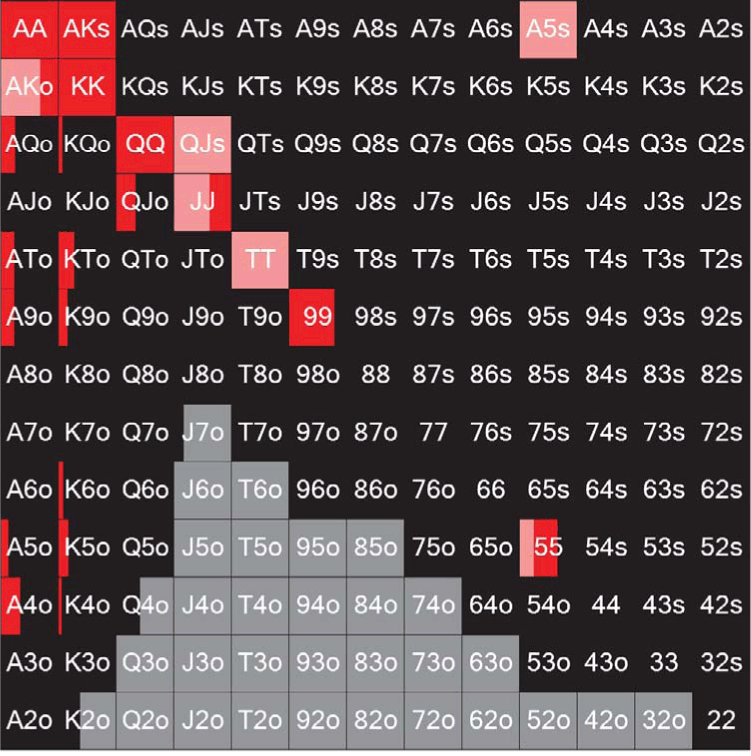 AA AKs AQs AJs ATs A9s A8s A7s A6s A5s A4s A3s A2s
AKo KK KQs KJs KTs K9s K8s K7s K6s K5s K4s K3s K2s
AQo KQo QQ QJs QTs Q9s Q8s Q7s Q6s Q5s Q4s Q3s Q2s
AJo KJo QJo JJ JTs J9s J8s J7s J6s J5s J4s J3s J2s
ATo KTo QTo JTo TT T9s T8s T7s T6s T5s T4s T3s T2s
A9o K9o Q9o J9o T9o 99 98s 97s 96s 95s 94s 93s 92s
A8o K8o Q8o J8o T8o 98o 88 87s 86s 85s 84s 83s 82s
A7o K7o Q7o J7o T7o 97o 87o 77 76s 75s 74s 73s 72s
A6o K6o Q6o J6o T6o 96o 86o 76o 66 65s 64s 63s 62s
A5o K5o Q5o J5o T5o 95o 85o 75o 65o 55 54s 53s 52s
A4o K4o Q4o J4o T4o 94o 84o 74o 64o 54o 44 43s 42s
A3o K3o Q3o J3o T3o 93o 83o 73o 63o 53o 43o 33 32s
A2o K2o Q2o J2o T2o 92o 82o 72o 62o 52o 42o 32o 22